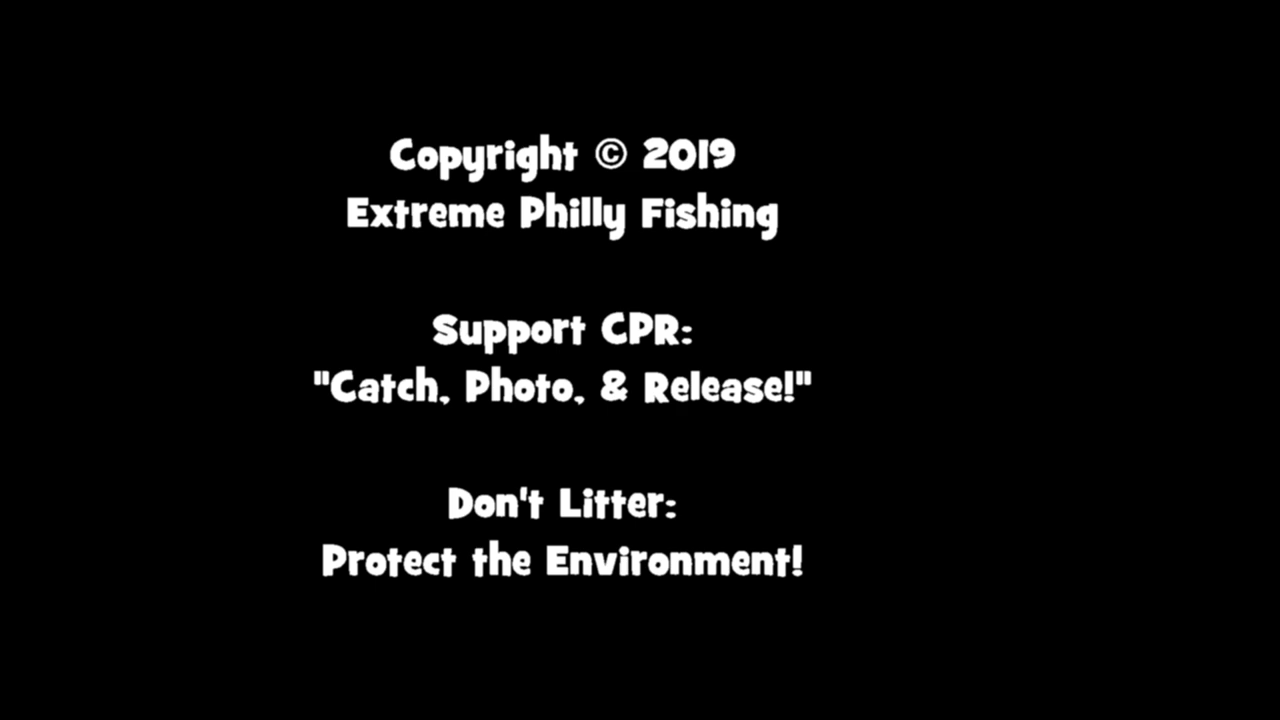 Copyright © 2019
Extreme Philly Fishing
Support CPR:
"Catch, Photo, & Release!"
Don't Litter:
Protect the Environment!